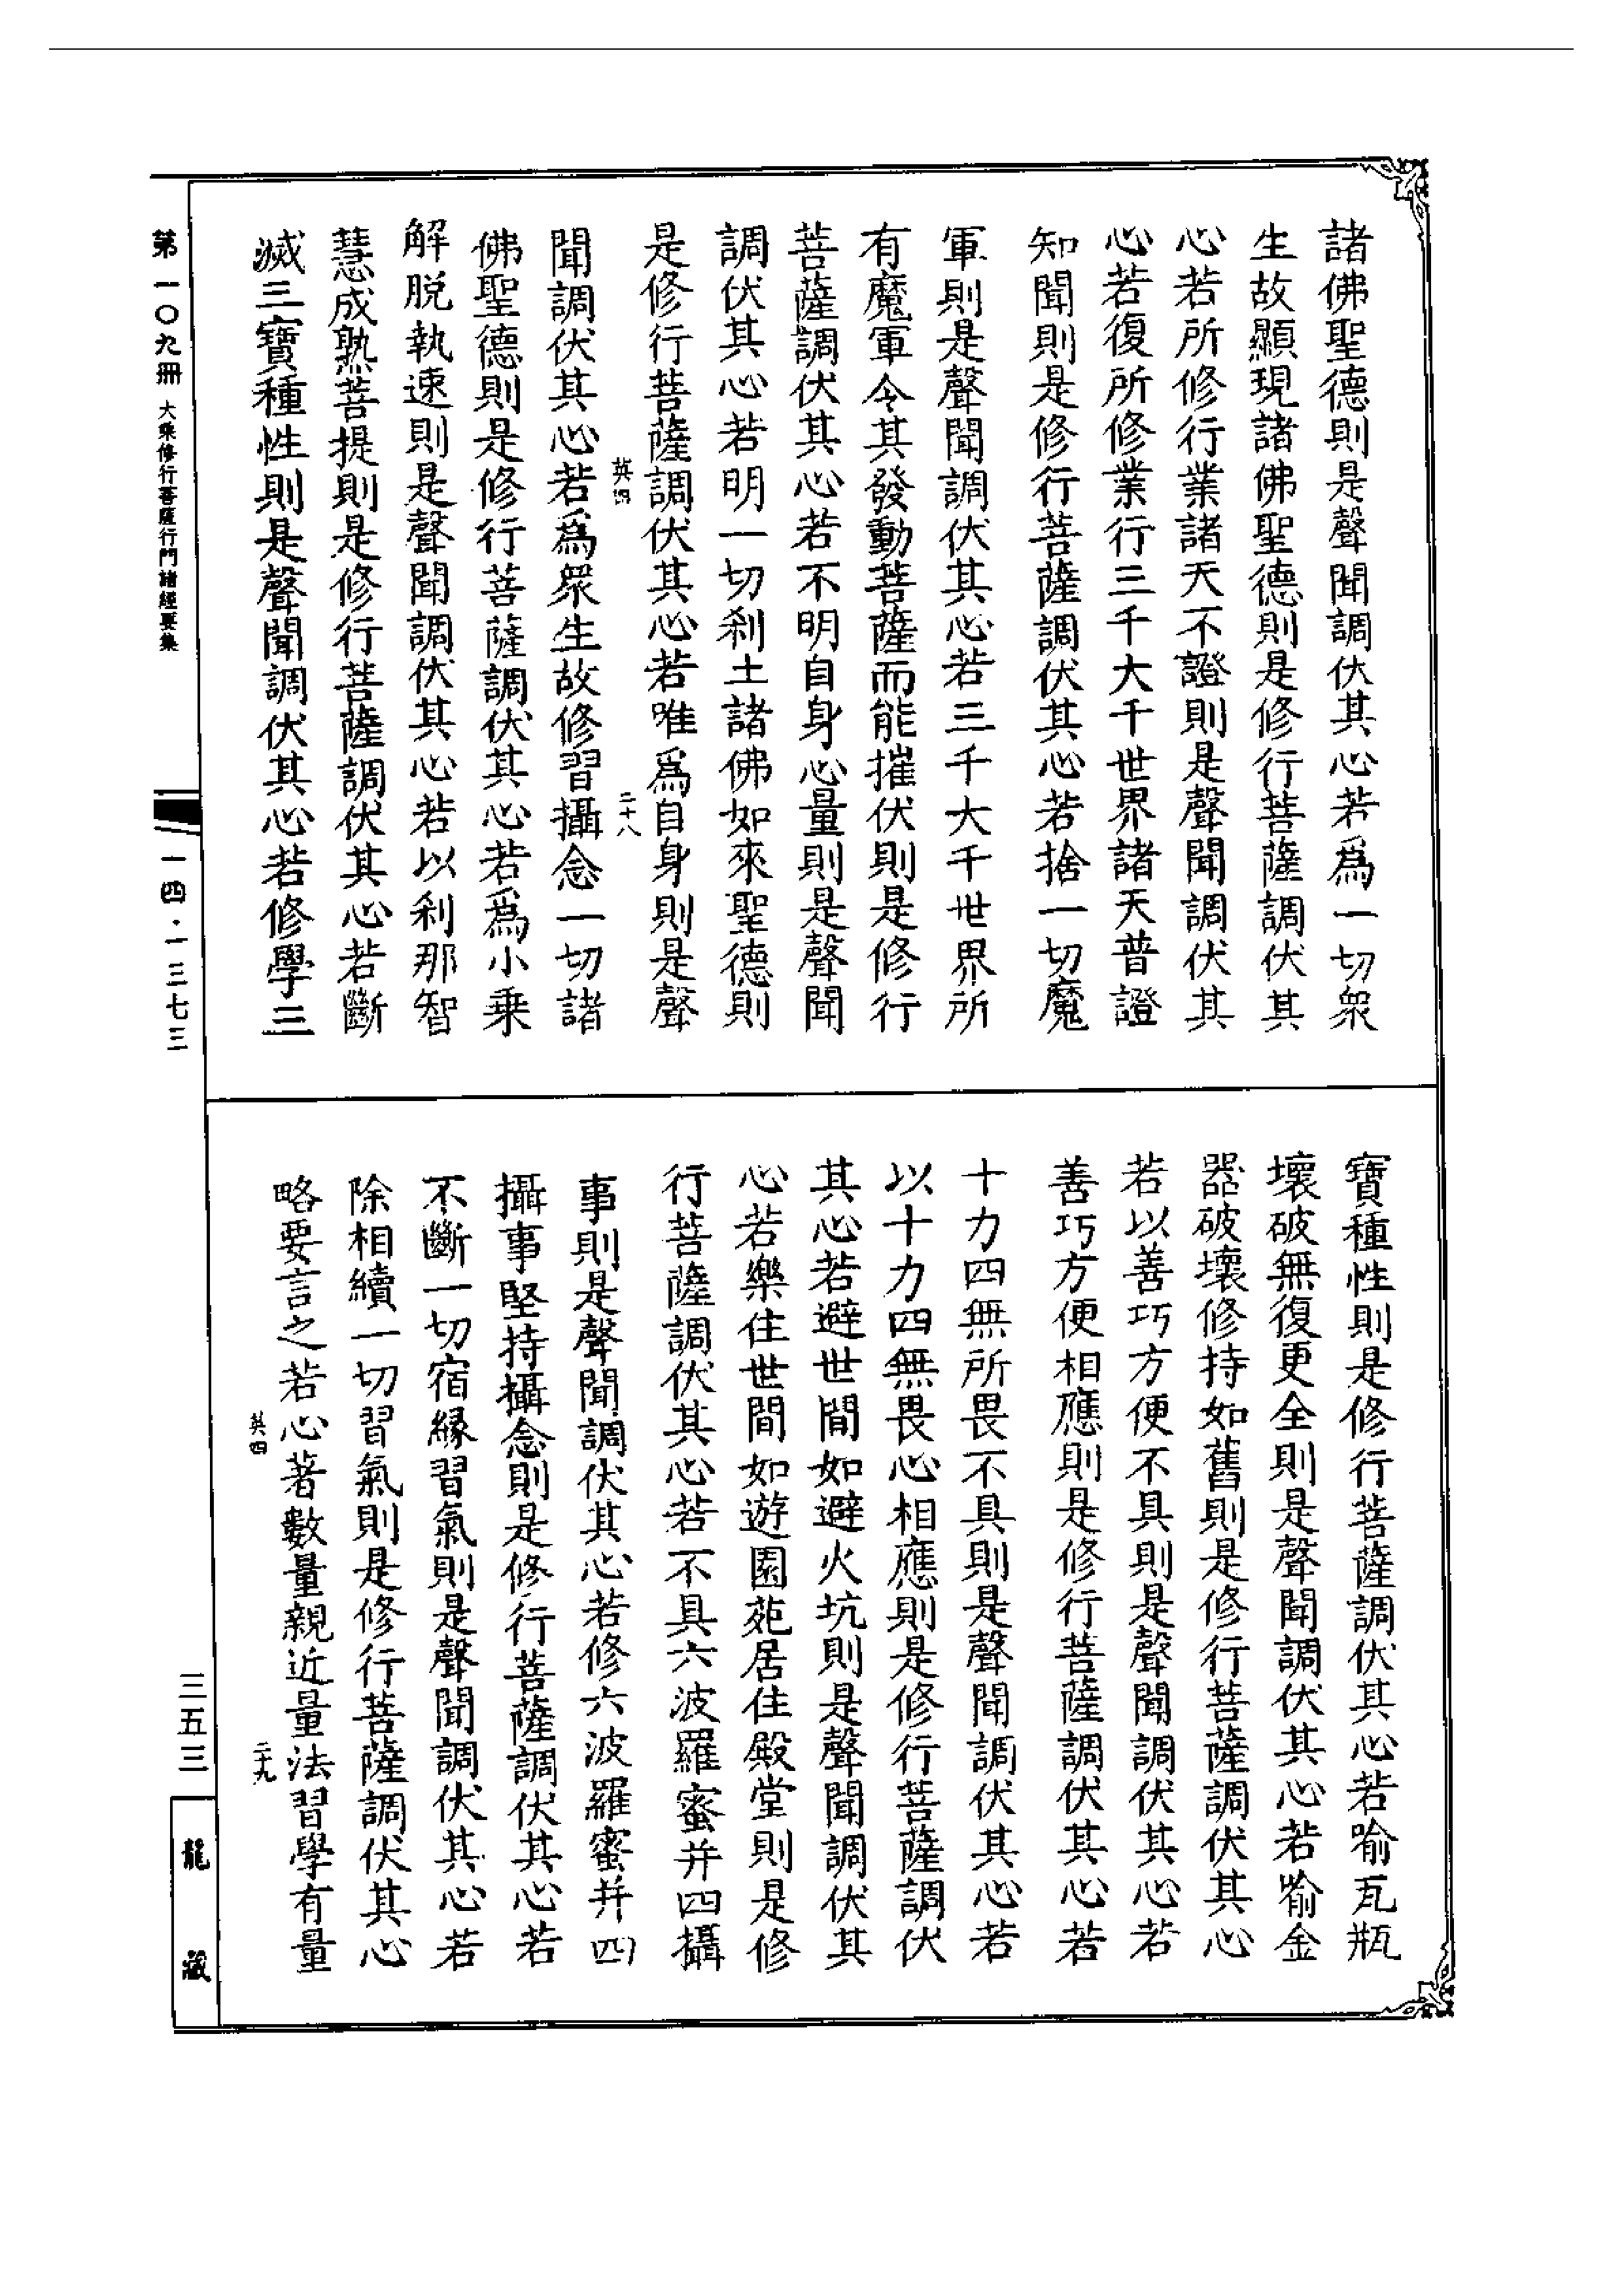 諸佛聖德則是聲聞調伏其心若爲一切衆
生故顯現諸佛聖德則是修行菩薩調伏其
心若所修行業諸天不證則是聲聞調伏其
心若復所修業行三千大千世界諸天普證
知聞則是修行菩薩調伏其心若捨一切魔
軍則是聲聞調伏其心若三千大千世界所
有魔軍令其發動菩薩而能摧伏則是修行
菩薩調伏其心若不明自身心量則是聲聞
調伏其心若明一切刹土諸佛如來聖德則
是修行菩薩調伏其心若唯爲自身則是聲
英四 二十八
聞調伏其心若爲衆生故修習攝念一切諸
佛聖德則是修行菩薩調伏其心若爲小乗
解脱執速則是聲聞調伏其心若以利那智
慧成熟菩提則是修行菩薩調伏其心若斷
滅三寶種性則是聲聞調伏其心若修學三
寶種性則是修行菩薩調伏其心若喻瓦瓶
壞破無復更全則是聲聞調伏其心若喻金
器破壞修持如舊則是修行菩薩調伏其心
若以善巧方便不具則是聲聞調伏其心若
善巧方便相應則是修行菩薩調伏其心若
十力四無所畏不具則是聲聞調伏其心若
以十力四無畏心相應則是修行菩薩調伏
其心若避世間如避火坑則是聲聞調伏其
心若樂住世間如遊園苑居住殿堂則是修
行菩薩調伏其心若不具六波羅蜜并四攝
事則是聲聞調伏其心若修六波羅蜜并四
攝事堅持攝念則是修行菩薩調伏其心若
不斷一切宿緣習氣則是聲聞調伏其心若
除相續一切習氣則是修行菩薩調伏其心
略要言之若心著數量親近量法習學有量
英四 二十九
第一〇九冊 大乘修行菩薩行門諸經要集
一四·一三七三
三五三
龍藏